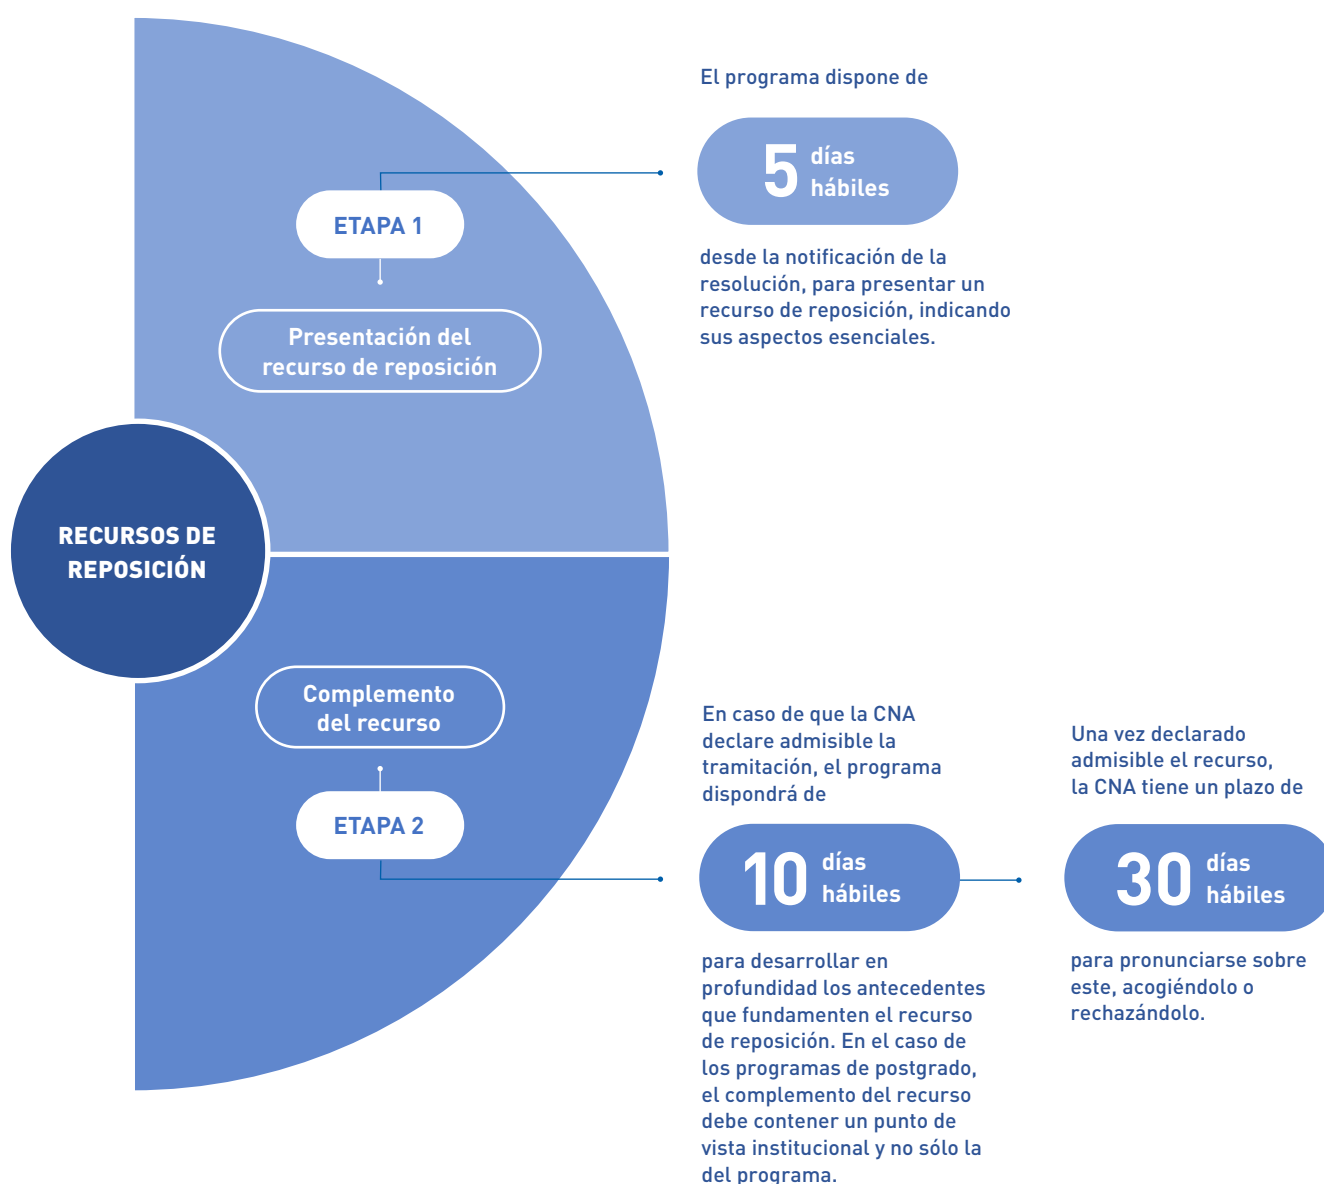 RECURSOS DE
REPOSICIÓN
ETAPA 1
Presentación del
recurso de reposición
El programa dispone de
5 días
hábiles
desde la notificación de la
resolución, para presentar un
recurso de reposición, indicando
sus aspectos esenciales.
Complemento
del recurso
ETAPA 2
En caso de que la CNA
declare admisible la
tramitación, el programa
dispondrá de
10 días
hábiles
para desarrollar en
profundidad los antecedentes
que fundamenten el recurso
de reposición. En el caso de
los programas de postgrado,
el complemento del recurso
debe contener un punto de
vista institucional y no sólo la
del programa.
Una vez declarado
admisible el recurso,
la CNA tiene un plazo de
30 días
hábiles
para pronunciarse sobre
este, acogiéndolo o
rechazándolo.